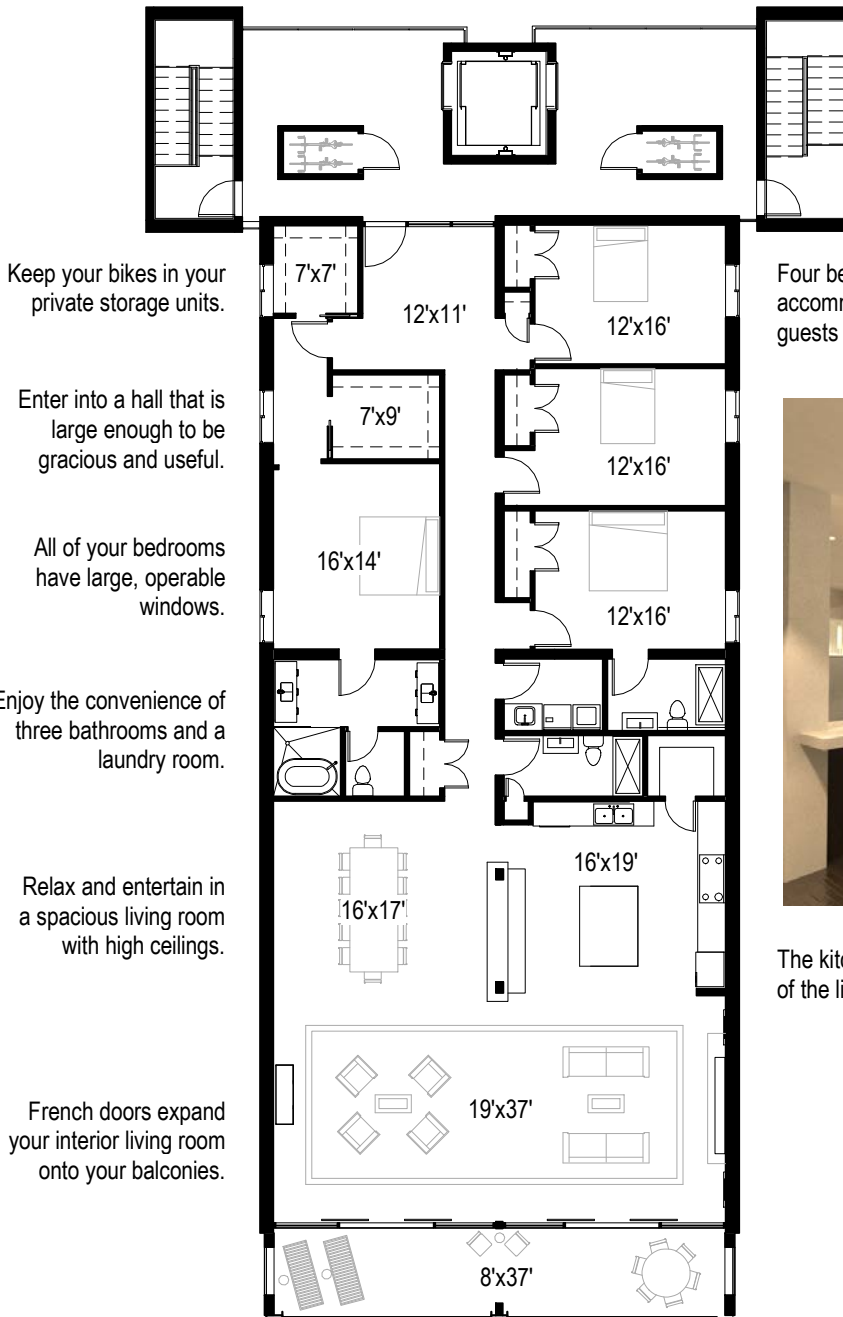 7'x7'
12'x11'
12'x16'
Keep your bikes in your
private storage units.
Four be
accomm
guests
7'x9'
12'x16'
Enter into a hall that is
large enough to be
gracious and useful.
16'x14'
12'x16'
All of your bedrooms
have large, operable
windows.
Enjoy the convenience of
three bathrooms and a
laundry room.
16'x17'
16'x19'
Relax and entertain in
a spacious living room
with high ceilings.
The kitc
of the li
19'x37'
French doors expand
your interior living room
onto your balconies.
8'x37'